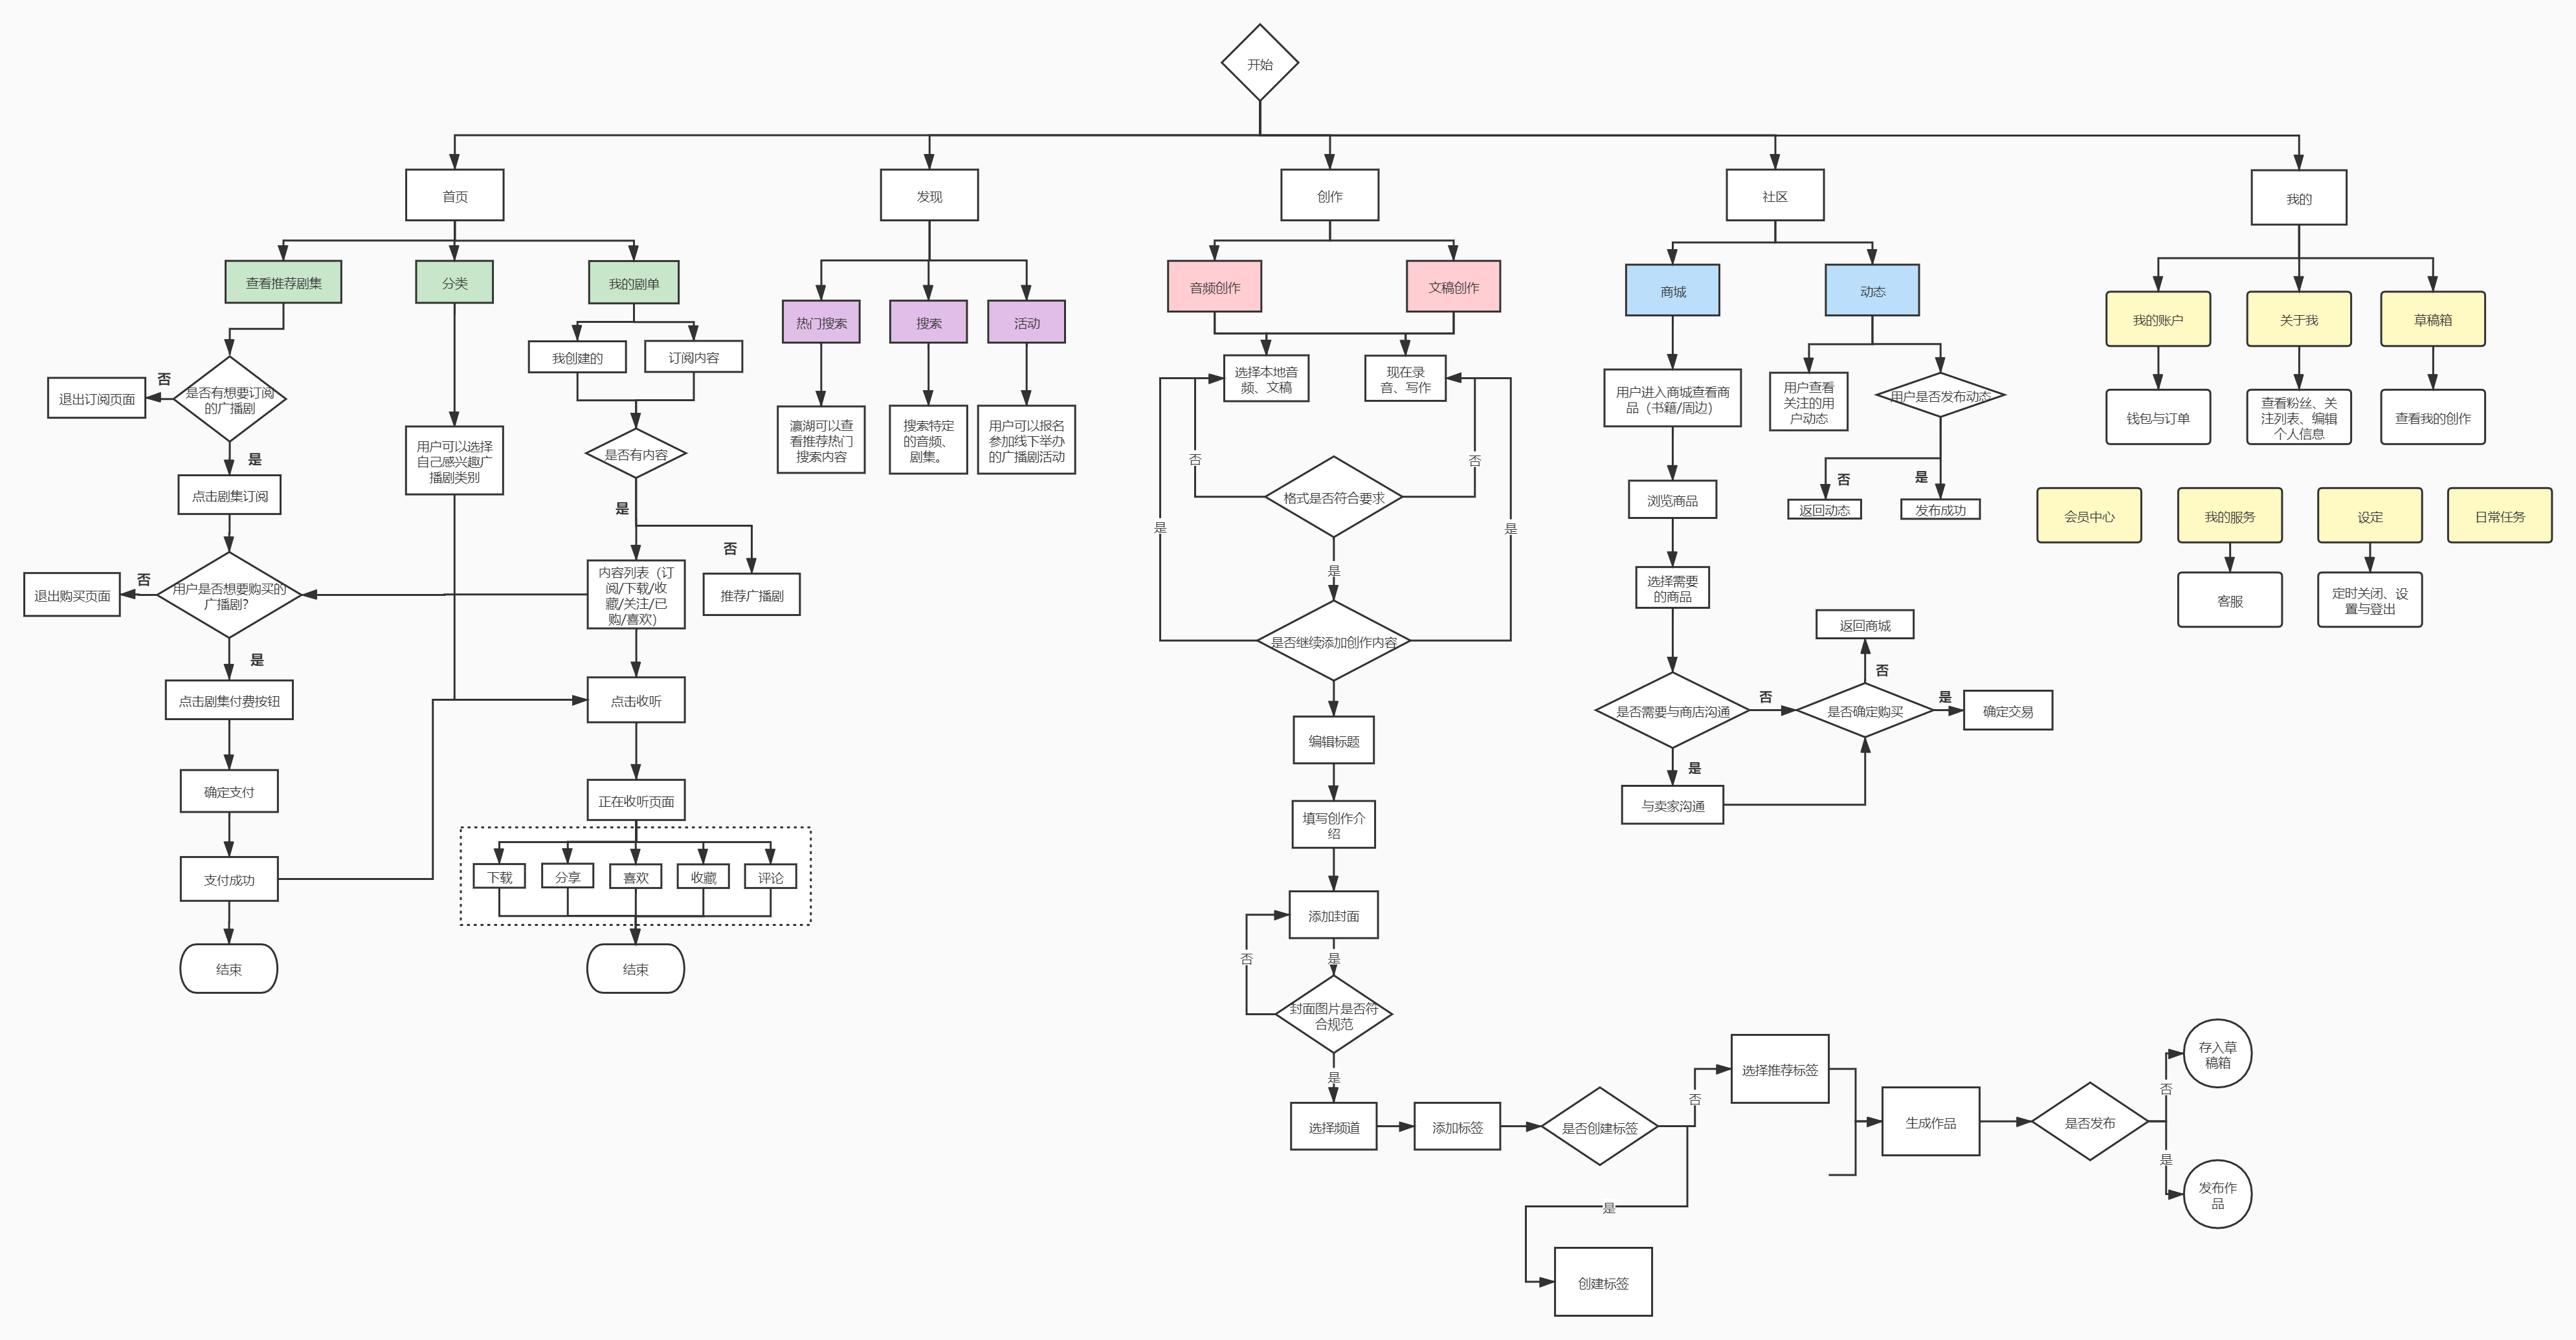 开始
首页
发现
创作
社区
我的
查看推荐剧集
分类
我的剧单
热门搜索
搜索
活动
音频创作
文稿创作
商城
动态
我的账户
关于我
草稿箱
我创建的
订阅内容
否
是否有想要订阅
的广播剧
退出订阅页面
是
点击剧集订阅
否
用户是否想要购买的
广播剧?
退出购买页面
是
点击剧集付费按钮
确定支付
支付成功
结束
用户可以选择
自己感兴趣广
播剧类别
是否有内容
是
否
内容列表（订
阅/下载/收
藏/关注/已
购/喜欢）
推荐广播剧
点击收听
正在收听页面
下载
分享
喜欢
收藏
评论
结束
瀛湖可以查
看推荐热门
搜索内容
搜索特定
的音频、
剧集。
用户可以报名
参加线下举办
的广播剧活动
选择本地音
频、文稿
现在录
音、写作
否
否
格式是否符合要求
是
是
是
是否继续添加创作内容
编辑标题
填写创作介
绍
添加封面
否
是
封面图片是否符
合规范
是
选择频道
添加标签
是否创建标签
否
选择推荐标签
是
创建标签
生成作品
是否发布
否
存入草
稿箱
是
发布作
品
用户进入商城查看商
品（书籍/周边）
浏览商品
选择需要
的商品
是否需要与商店沟通
否
是
与卖家沟通
是否确定购买
否
返回商城
是
确定交易
用户查看
关注的用
户动态
用户是否发布动态
否
是
返回动态
发布成功
钱包与订单
查看粉丝、关
注列表、编辑
个人信息
查看我的创作
会员中心
我的服务
设定
日常任务
客服
定时关闭、设
置与登出